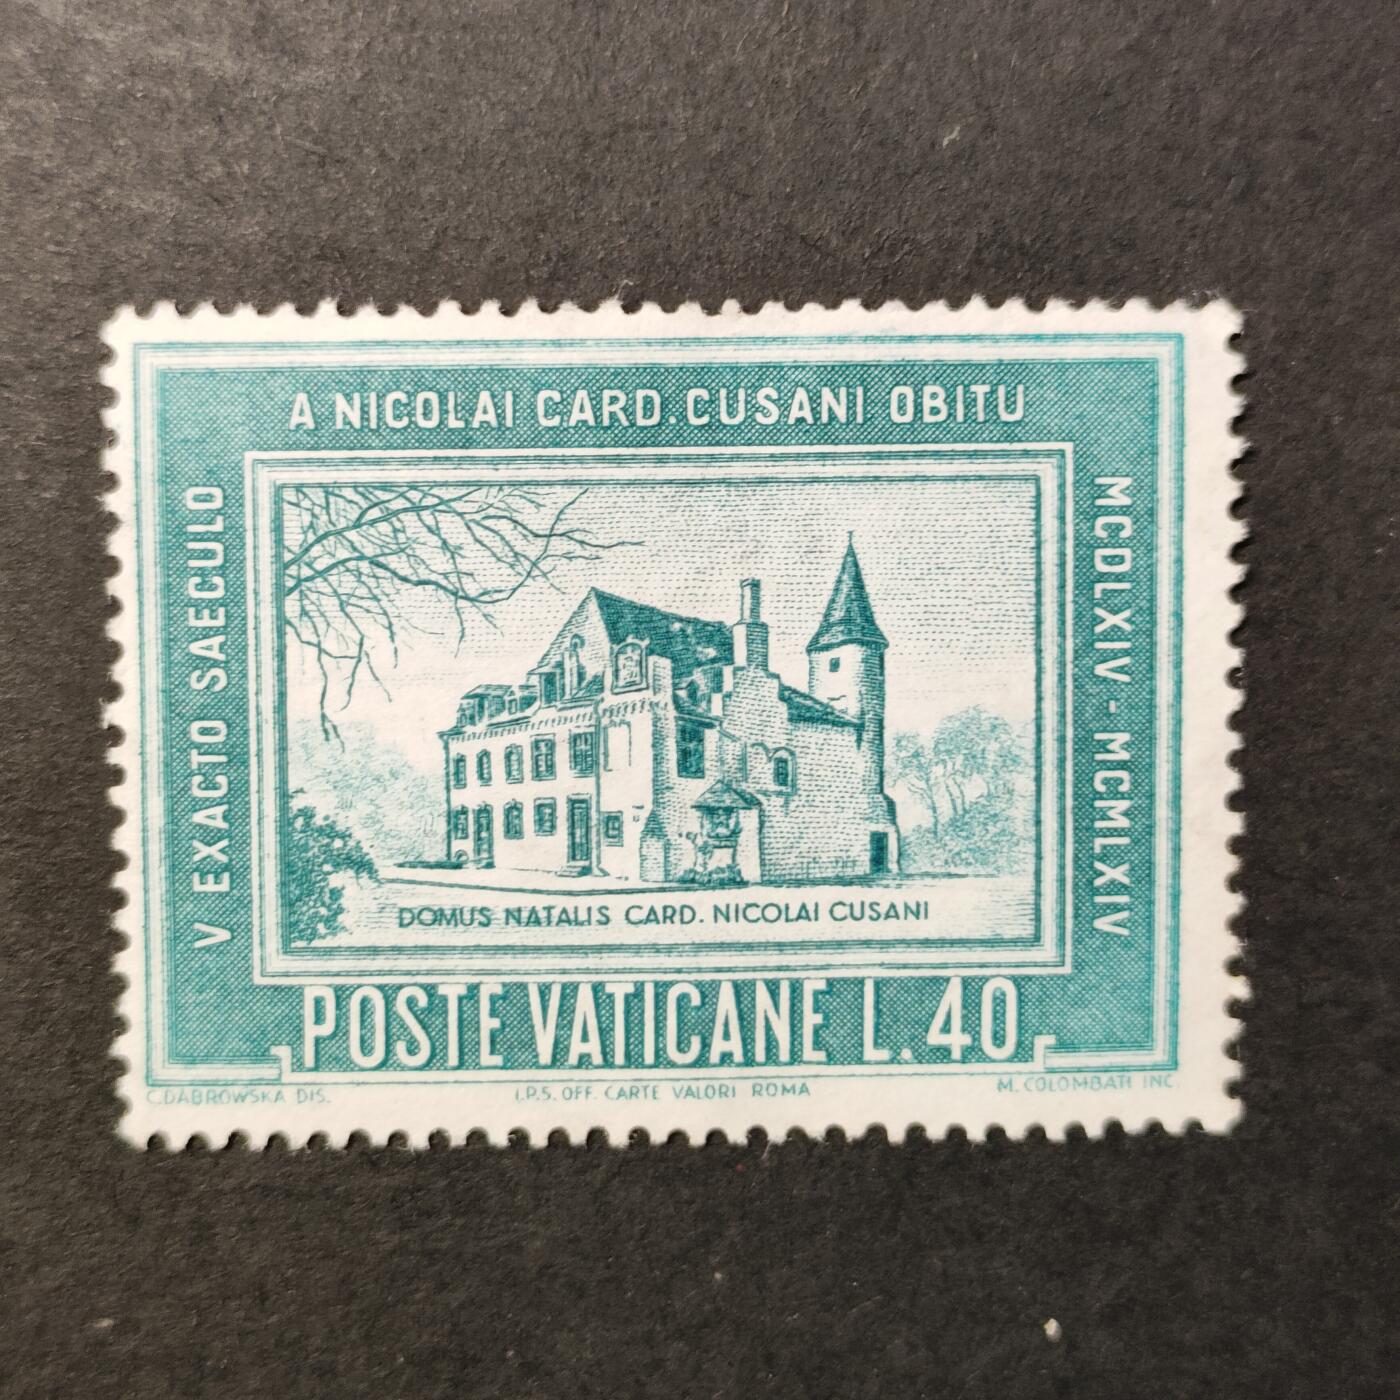 A NICOLAI CARD. CUSANI OBITU
V EXACTO SAECULO
MCDLXIV - MCMLXIV
DOMUS NATALIS CARD. NICOLAI CUSANI
POSTE VATICANE L. 40
C. DABROWSKA DIS.
I.P.S. OFF. CARTE VALORI ROMA
M. COLOMBATI INC.